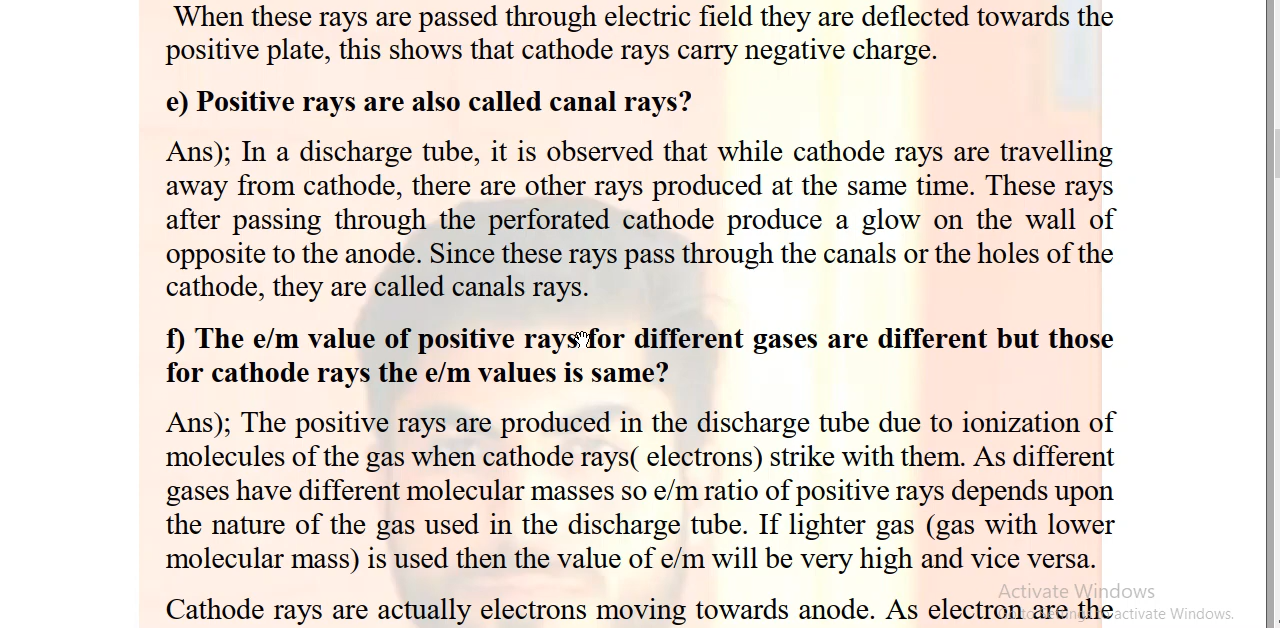 When these rays are passed through electric field they are deflected towards the
positive plate, this shows that cathode rays carry negative charge.
e) Positive rays are also called canal rays?
Ans); In a discharge tube, it is observed that while cathode rays are travelling
away from cathode, there are other rays produced at the same time. These rays
after passing through the perforated cathode produce a glow on the wall of
opposite to the anode. Since these rays pass through the canals or the holes of the
cathode, they are called canals rays.
f) The e/m value of positive rays for different gases are different but those
for cathode rays the e/m values is same?
Ans); The positive rays are produced in the discharge tube due to ionization of
molecules of the gas when cathode rays( electrons) strike with them. As different
gases have different molecular masses so e/m ratio of positive rays depends upon
the nature of the gas used in the discharge tube. If lighter gas (gas with lower
molecular mass) is used then the value of e/m will be very high and vice versa.
Activate Windows
Cathode rays are actually electrons moving towards anode. As electrons are the
Go to Settings to activate Windows.